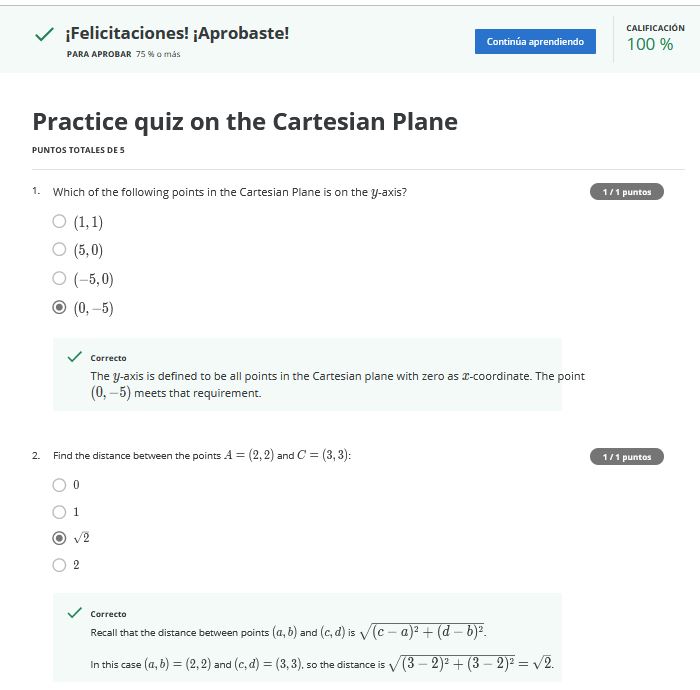 ¡Felicitaciones! ¡Aprobaste!
PARA APROBAR 75 % o más
Continúa aprendiendo
CALIFICACIÓN
100 %
Practice quiz on the Cartesian Plane
PUNTOS TOTALES DE 5
1. Which of the following points in the Cartesian Plane is on the y-axis?
1 / 1 puntos
(1, 1)
(5, 0)
(−5, 0)
(0, −5)
Correcto
The y-axis is defined to be all points in the Cartesian plane with zero as x-coordinate. The point
(0, −5) meets that requirement.
2. Find the distance between the points A = (2, 2) and C = (3, 3):
1 / 1 puntos
0
1
√2
2
Correcto
Recall that the distance between points (a, b) and (c, d) is √(c − a)² + (d − b)².
In this case (a, b) = (2, 2) and (c, d) = (3, 3), so the distance is √(3 − 2)² + (3 − 2)² = √2.